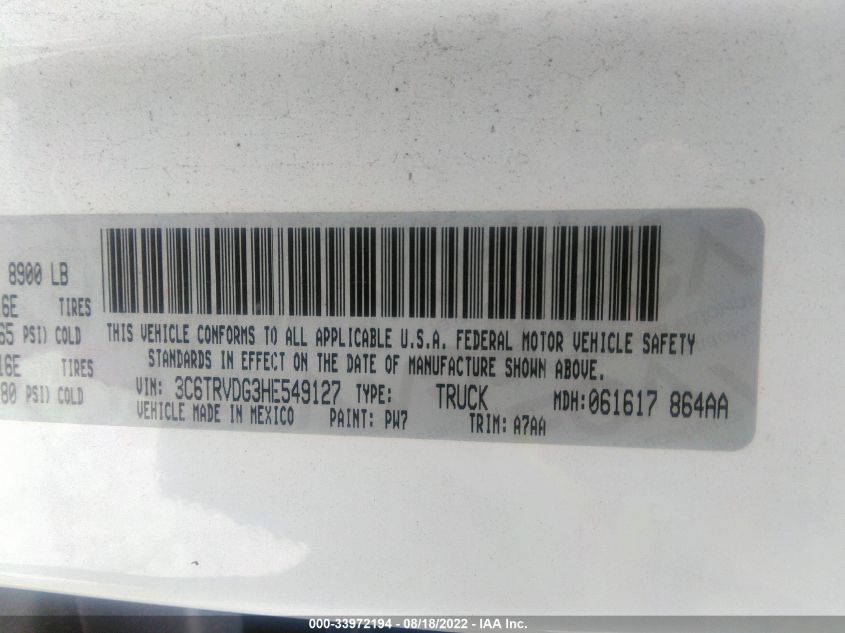 8900 LB
6E TIRES
65 PSI) COLD
16E TIRES
80 PSI) COLD
THIS VEHICLE CONFORMS TO ALL APPLICABLE U.S.A. FEDERAL MOTOR VEHICLE SAFETY
STANDARDS IN EFFECT ON THE DATE OF MANUFACTURE SHOWN ABOVE.
VIN: 3C6TRVDG3HE549127 TYPE: TRUCK MDH: 061617 864AA
VEHICLE MADE IN MEXICO PAINT: PW7 TRIM: A7AA
000-33972194 - 08/18/2022 - IAA Inc.